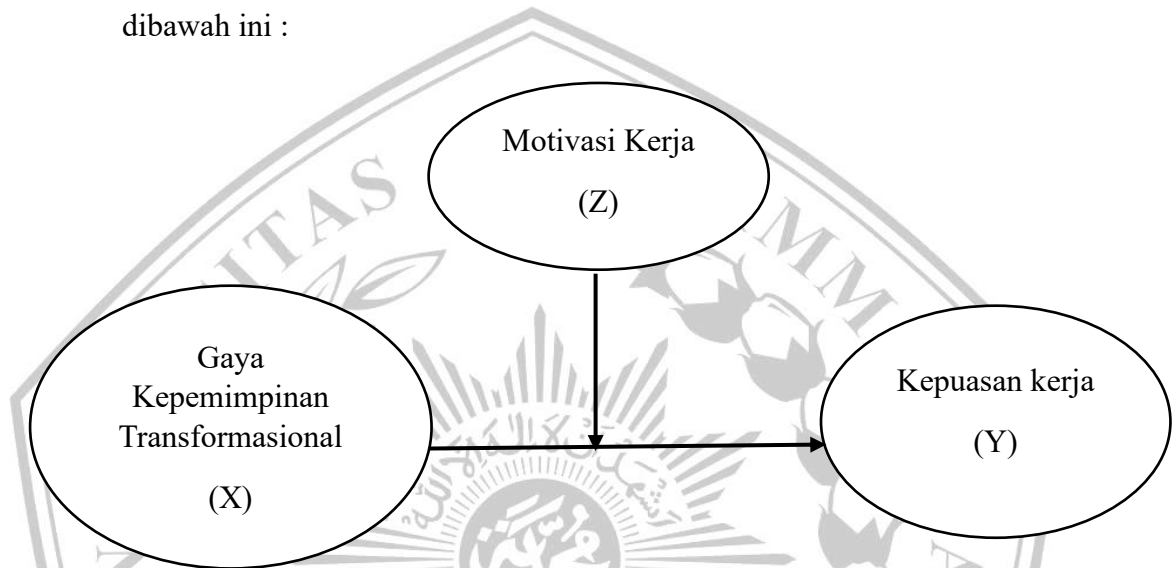 dibawah ini :
Motivasi Kerja
(Z)
Gaya
Kepemimpinan
Transformasional
(X)
Kepuasan kerja
(Y)